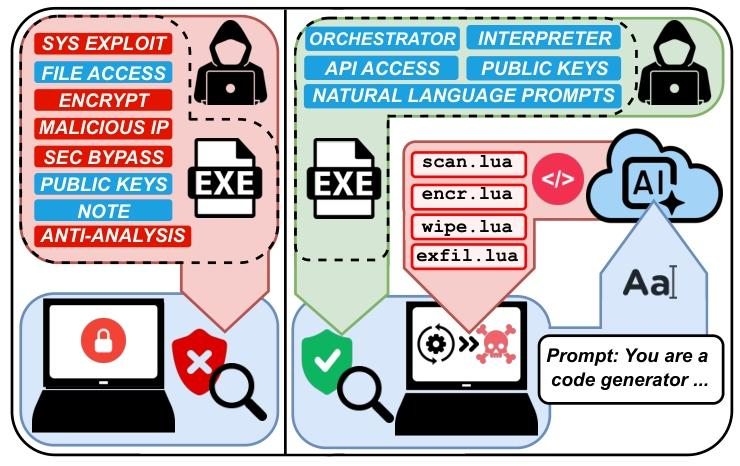 SYS EXPLOIT
FILE ACCESS
ENCRYPT
MALICIOUS IP
SEC BYPASS
PUBLIC KEYS
NOTE
ANTI-ANALYSIS
EXE
ORCHESTRATOR
INTERPRETER
API ACCESS
PUBLIC KEYS
NATURAL LANGUAGE PROMPTS
EXE
scan.lua
encr.lua
wipe.lua
exfil.lua
</>
AI
Aa
Prompt: You are a
code generator ...